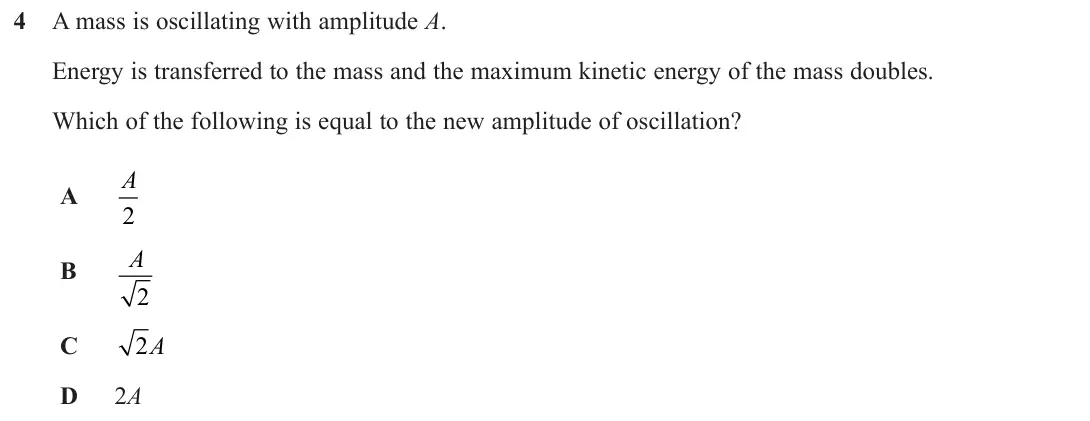 4 A mass is oscillating with amplitude A.
Energy is transferred to the mass and the maximum kinetic energy of the mass doubles.
Which of the following is equal to the new amplitude of oscillation?
A A/2
B A/√2
C √2A
D 2A